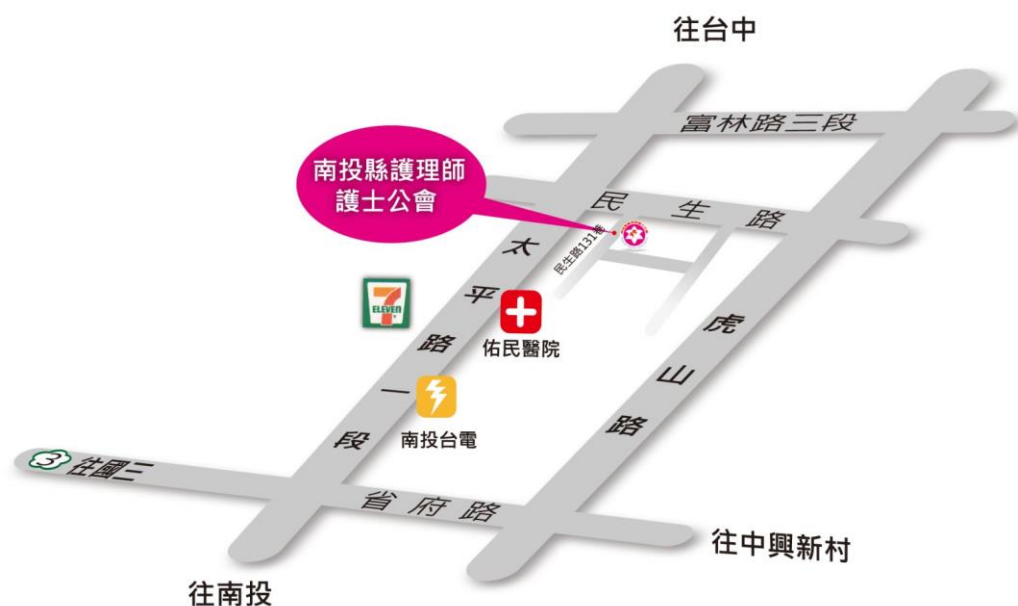 往台中
富林路三段
南投縣護理師
護士公會
民生路
民生路131巷
太平路一段
7
ELEVEN
佑民醫院
虎山路
南投台電
3
往國三
省府路
往中興新村
往南投